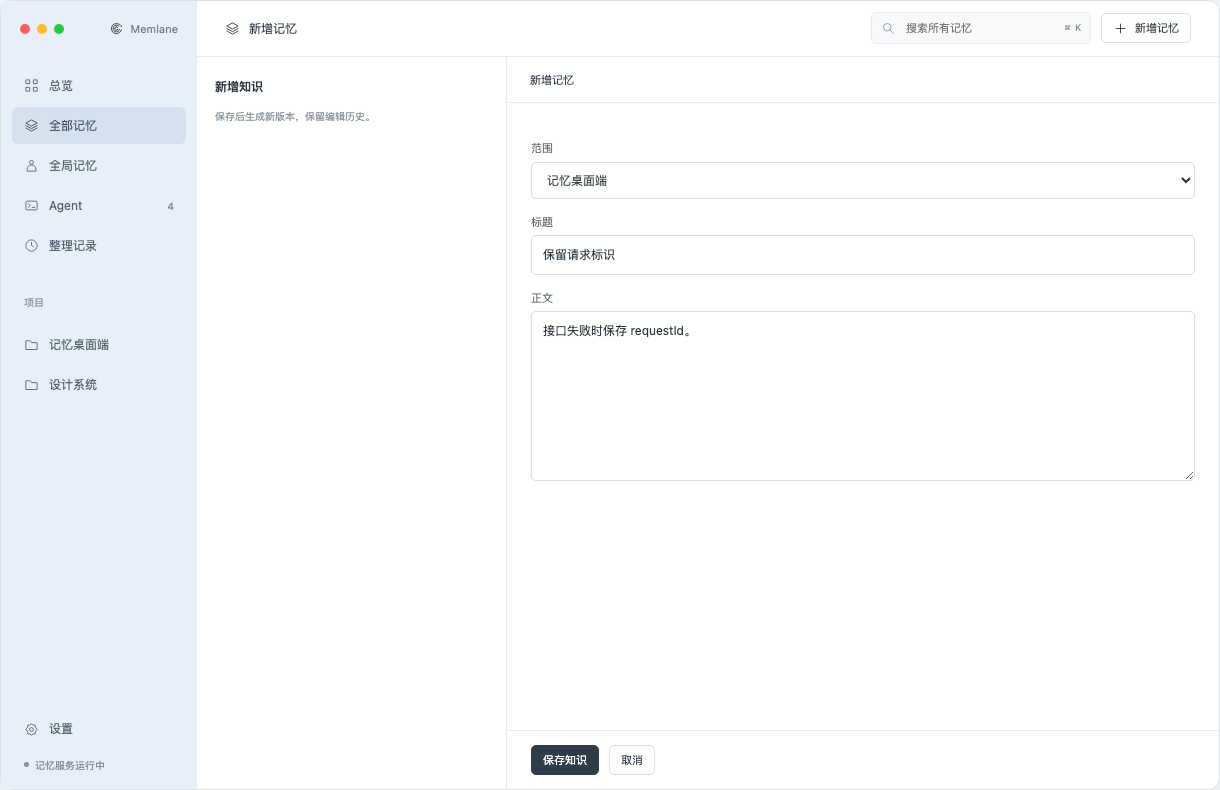 Memlane
总览
全部记忆
全局记忆
Agent 4
整理记录
项目
记忆桌面端
设计系统
设置
记忆服务运行中
新增记忆
搜索所有记忆 ⌘ K
新增记忆
新增知识
保存后生成新版本，保留编辑历史。
新增记忆
范围
记忆桌面端
标题
保留请求标识
正文
接口失败时保存 requestId。
保存知识
取消